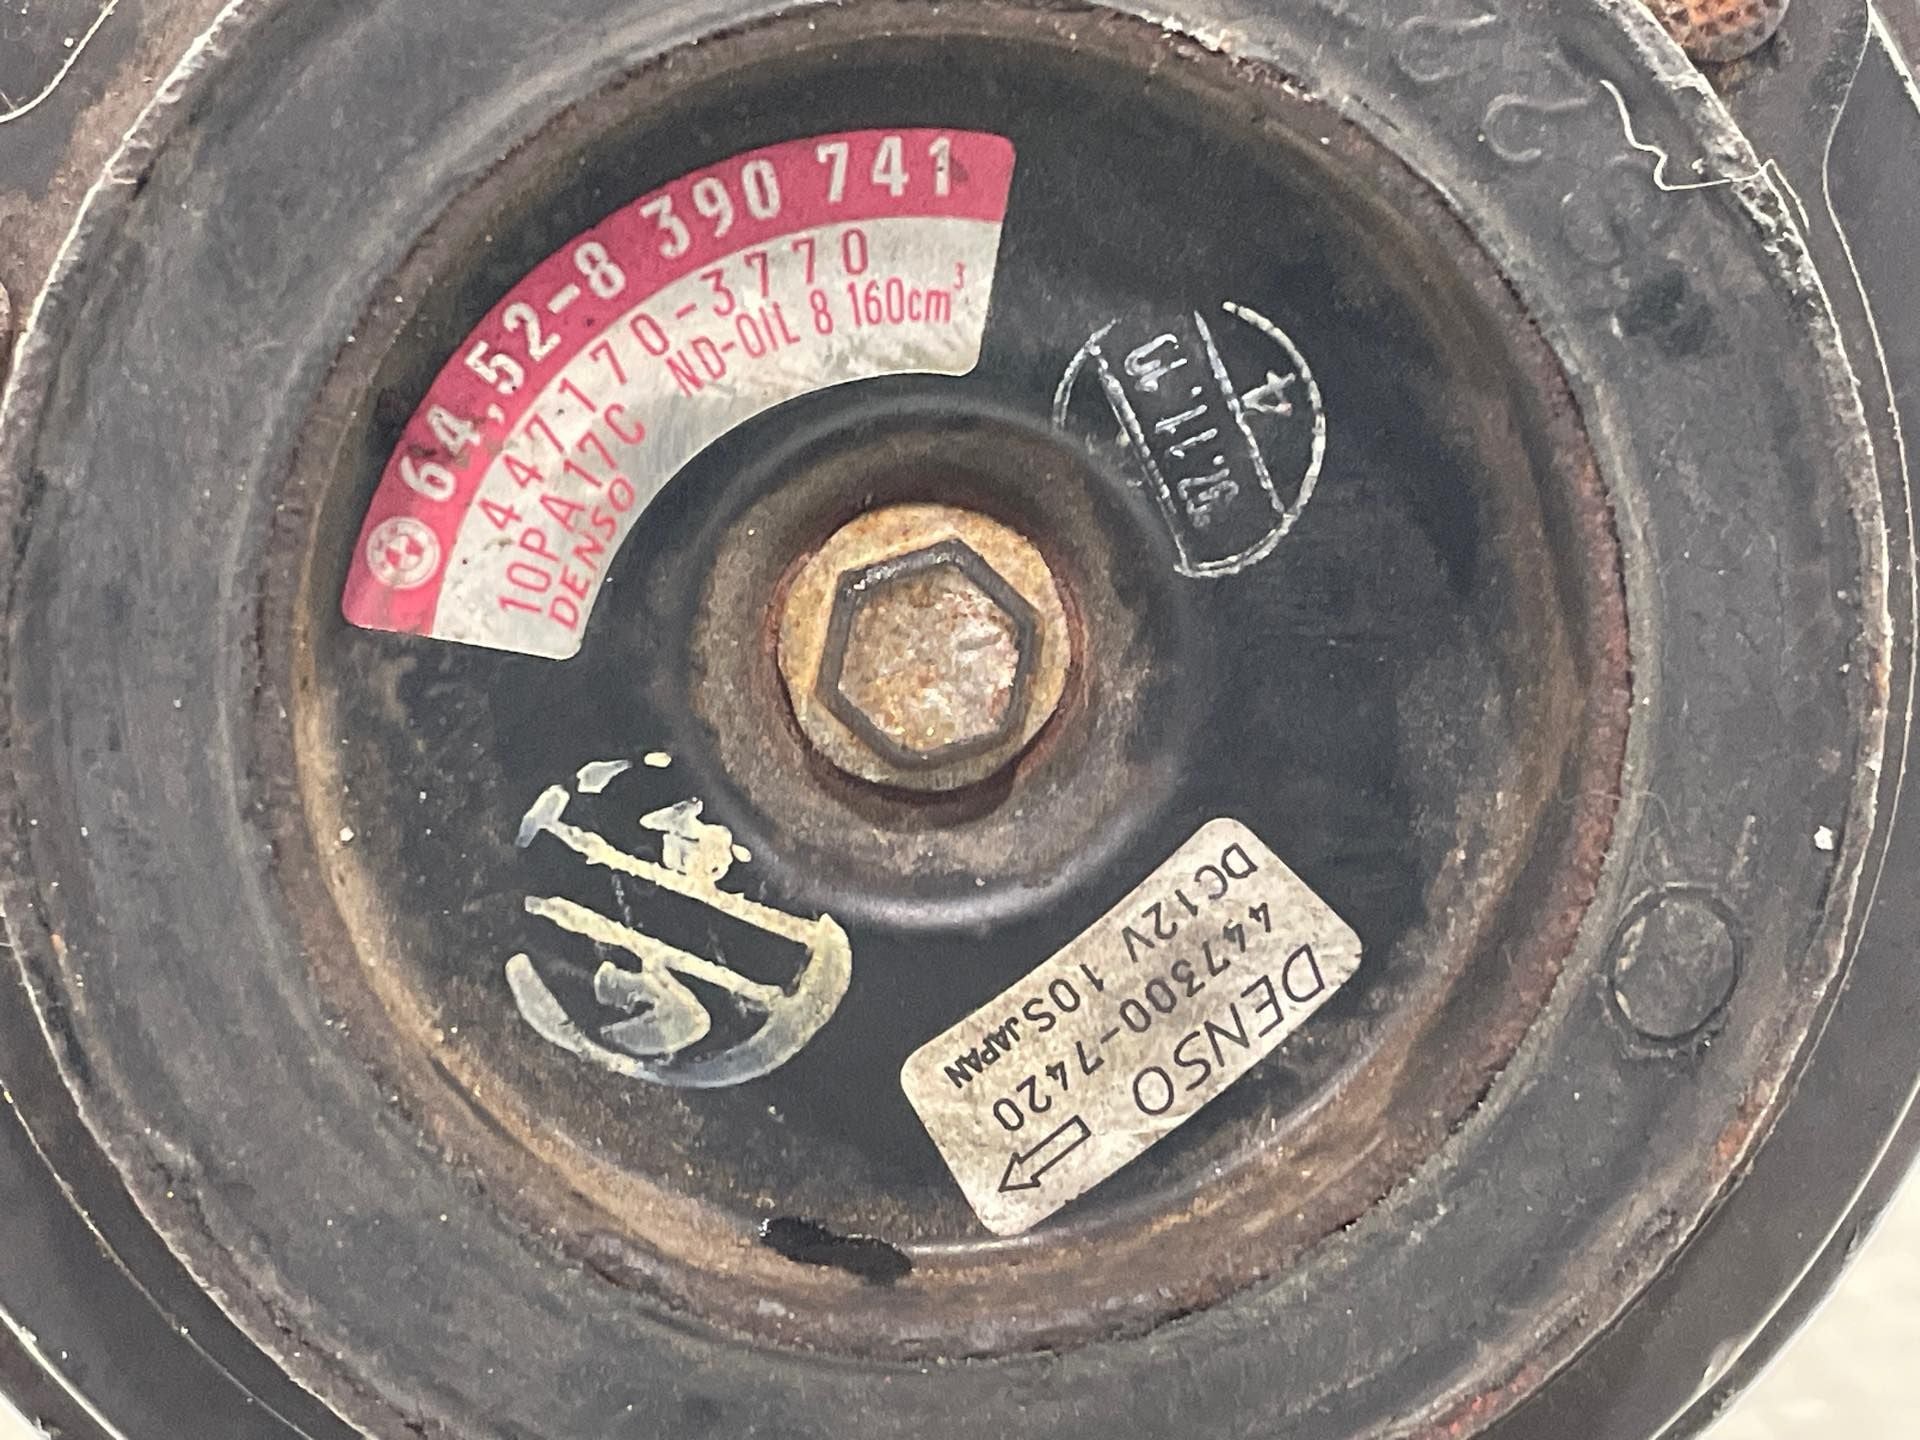 64,52-8 390 741
447170-3770
10PA17C ND-OIL 8 160cm³
DENSO
4
DENSO
447300-7420
DC12V 10S JAPAN